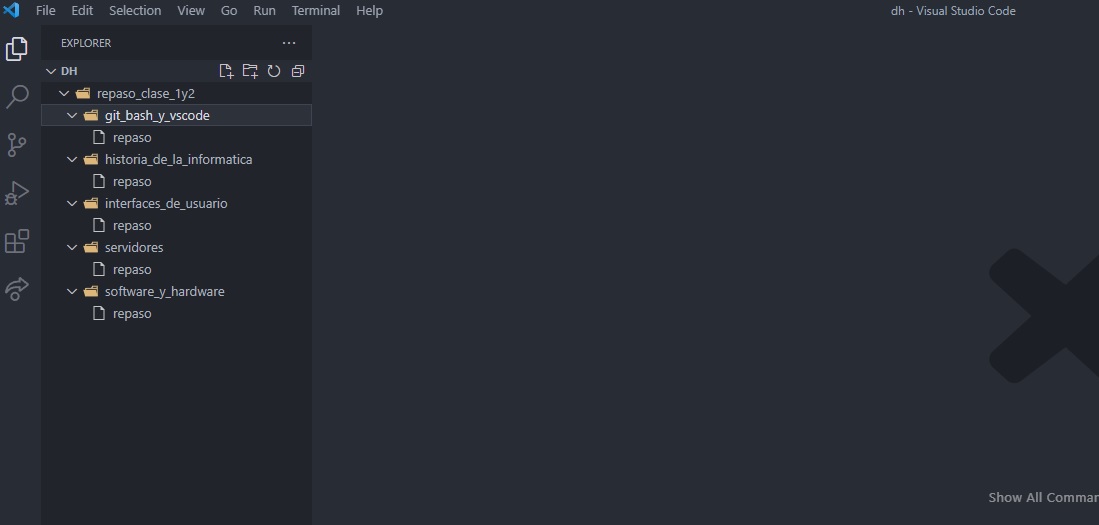 File Edit Selection View Go Run Terminal Help dh - Visual Studio Code
EXPLORER
DH
repaso_clase_1y2
git_bash_y_vscode
repaso
historia_de_la_informatica
repaso
interfaces_de_usuario
repaso
servidores
repaso
software_y_hardware
repaso
Show All Comman